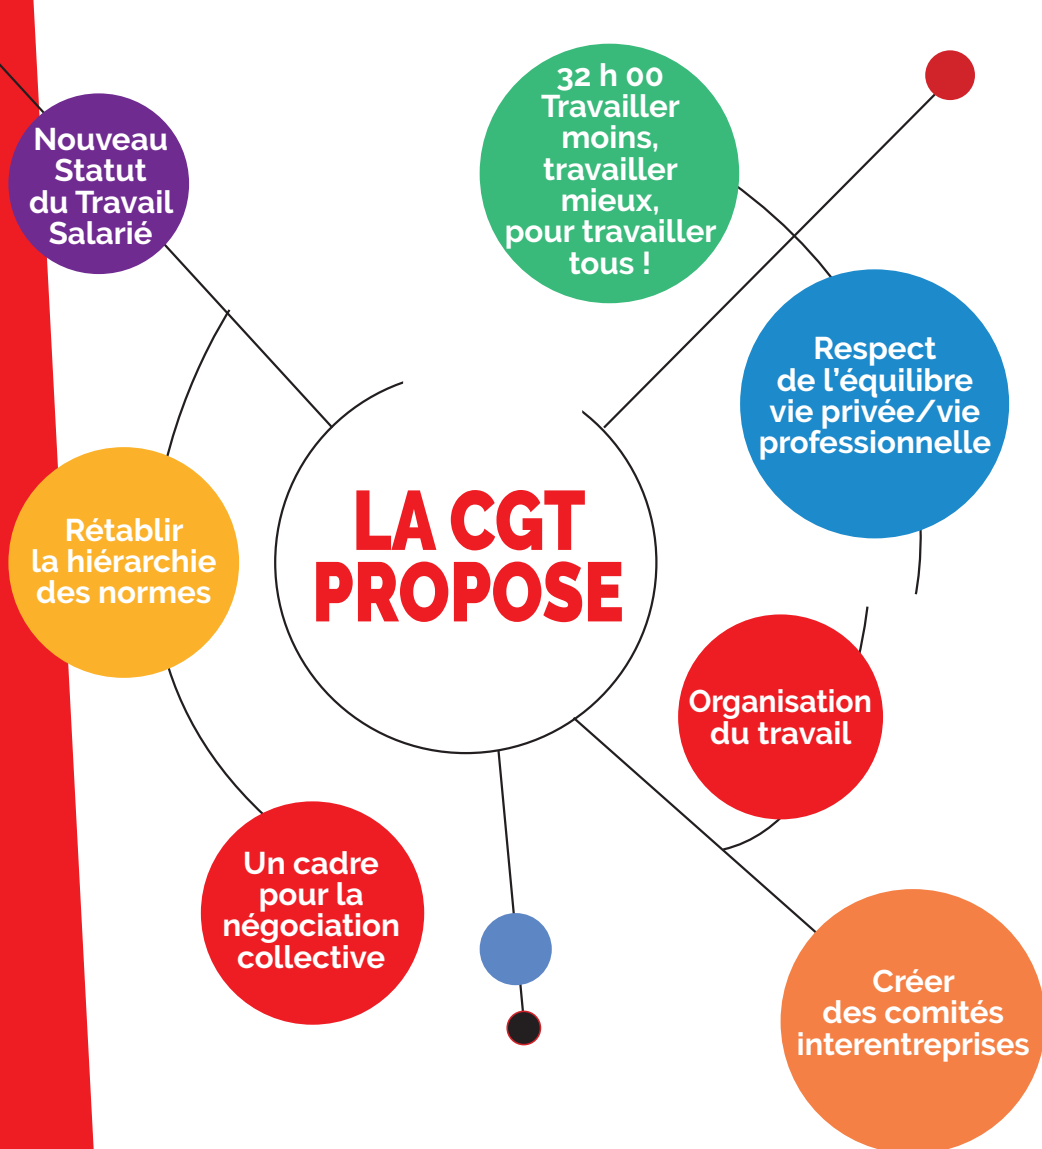 Nouveau
Statut
du Travail
Salarié
32 h 00
Travailler
moins,
travailler
mieux,
pour travailler
tous !
Respect
de l'équilibre
vie privée/vie
professionnelle
Rétablir
la hiérarchie
des normes
LA CGT
PROPOSE
Organisation
du travail
Un cadre
pour la
négociation
collective
Créer
des comités
interentreprises